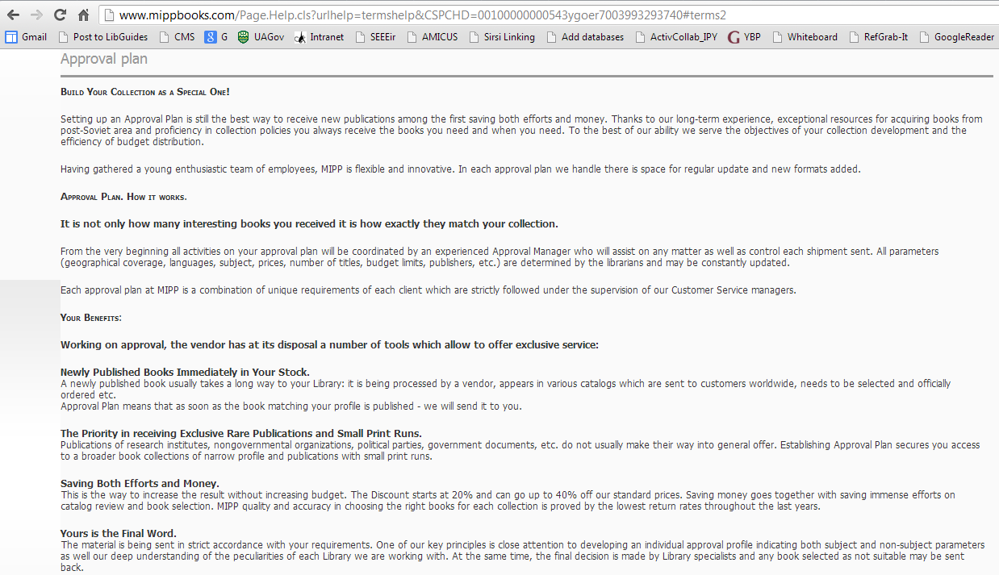 www.mippbooks.com/Page.Help.cls?urlhelp=termshelp&CSPCHD=00100000000543ygoer7003993293740#terms2
Gmail Post to LibGuides CMS G UAGov Intranet SEEEir AMICUS Sirsi Linking Add databases ActivCollab_IPY YBP Whiteboard RefGrab-It GoogleReader
Approval plan
Build Your Collection as a Special One!
Setting up an Approval Plan is still the best way to receive new publications among the first saving both efforts and money. Thanks to our long-term experience, exceptional resources for acquiring books from
post-Soviet area and proficiency in collection policies you always receive the books you need and when you need. To the best of our ability we serve the objectives of your collection development and the
efficiency of budget distribution.
Having gathered a young enthusiastic team of employees, MIPP is flexible and innovative. In each approval plan we handle there is space for regular update and new formats added.
Approval Plan. How it works.
It is not only how many interesting books you received it is how exactly they match your collection.
From the very beginning all activities on your approval plan will be coordinated by an experienced Approval Manager who will assist on any matter as well as control each shipment sent. All parameters
(geographical coverage, languages, subject, prices, number of titles, budget limits, publishers, etc.) are determined by the librarians and may be constantly updated.
Each approval plan at MIPP is a combination of unique requirements of each client which are strictly followed under the supervision of our Customer Service managers.
Your Benefits:
Working on approval, the vendor has at its disposal a number of tools which allow to offer exclusive service:
Newly Published Books Immediately in Your Stock.
A newly published book usually takes a long way to your Library: it is being processed by a vendor, appears in various catalogs which are sent to customers worldwide, needs to be selected and officially
ordered etc.
Approval Plan means that as soon as the book matching your profile is published - we will send it to you.
The Priority in receiving Exclusive Rare Publications and Small Print Runs.
Publications of research institutes, nongovernmental organizations, political parties, government documents, etc. do not usually make their way into general offer. Establishing Approval Plan secures you access
to a broader book collections of narrow profile and publications with small print runs.
Saving Both Efforts and Money.
This is the way to increase the result without increasing budget. The Discount starts at 20% and can go up to 40% off our standard prices. Saving money goes together with saving immense efforts on
catalog review and book selection. MIPP quality and accuracy in choosing the right books for each collection is proved by the lowest return rates throughout the last years.
Yours is the Final Word.
The material is being sent in strict accordance with your requirements. One of our key principles is close attention to developing an individual approval profile indicating both subject and non-subject parameters
as well our deep understanding of the peculiarities of each Library we are working with. At the same time, the final decision is made by Library specialists and any book selected as not suitable may be sent
back.